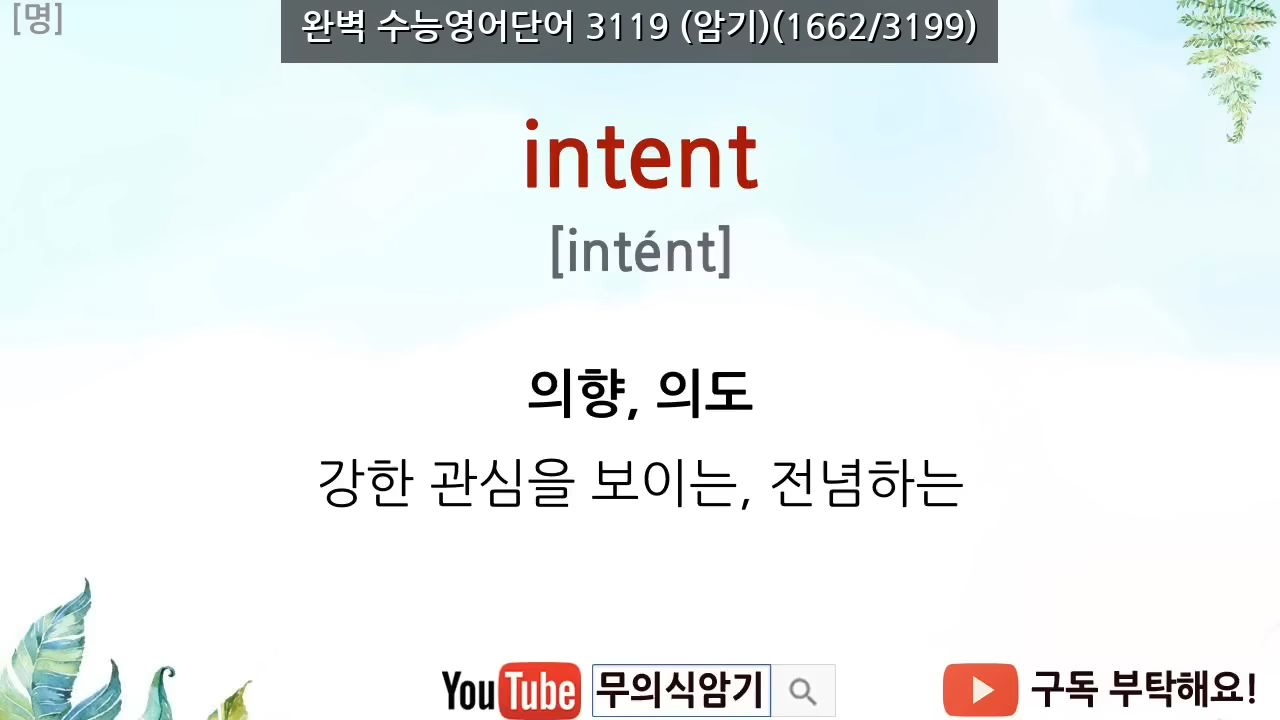 [명]
완벽 수능영어단어 3119 (암기)(1662/3199)
intent
[intént]
의향, 의도
강한 관심을 보이는, 전념하는
YouTube 무의식암기
구독 부탁해요!